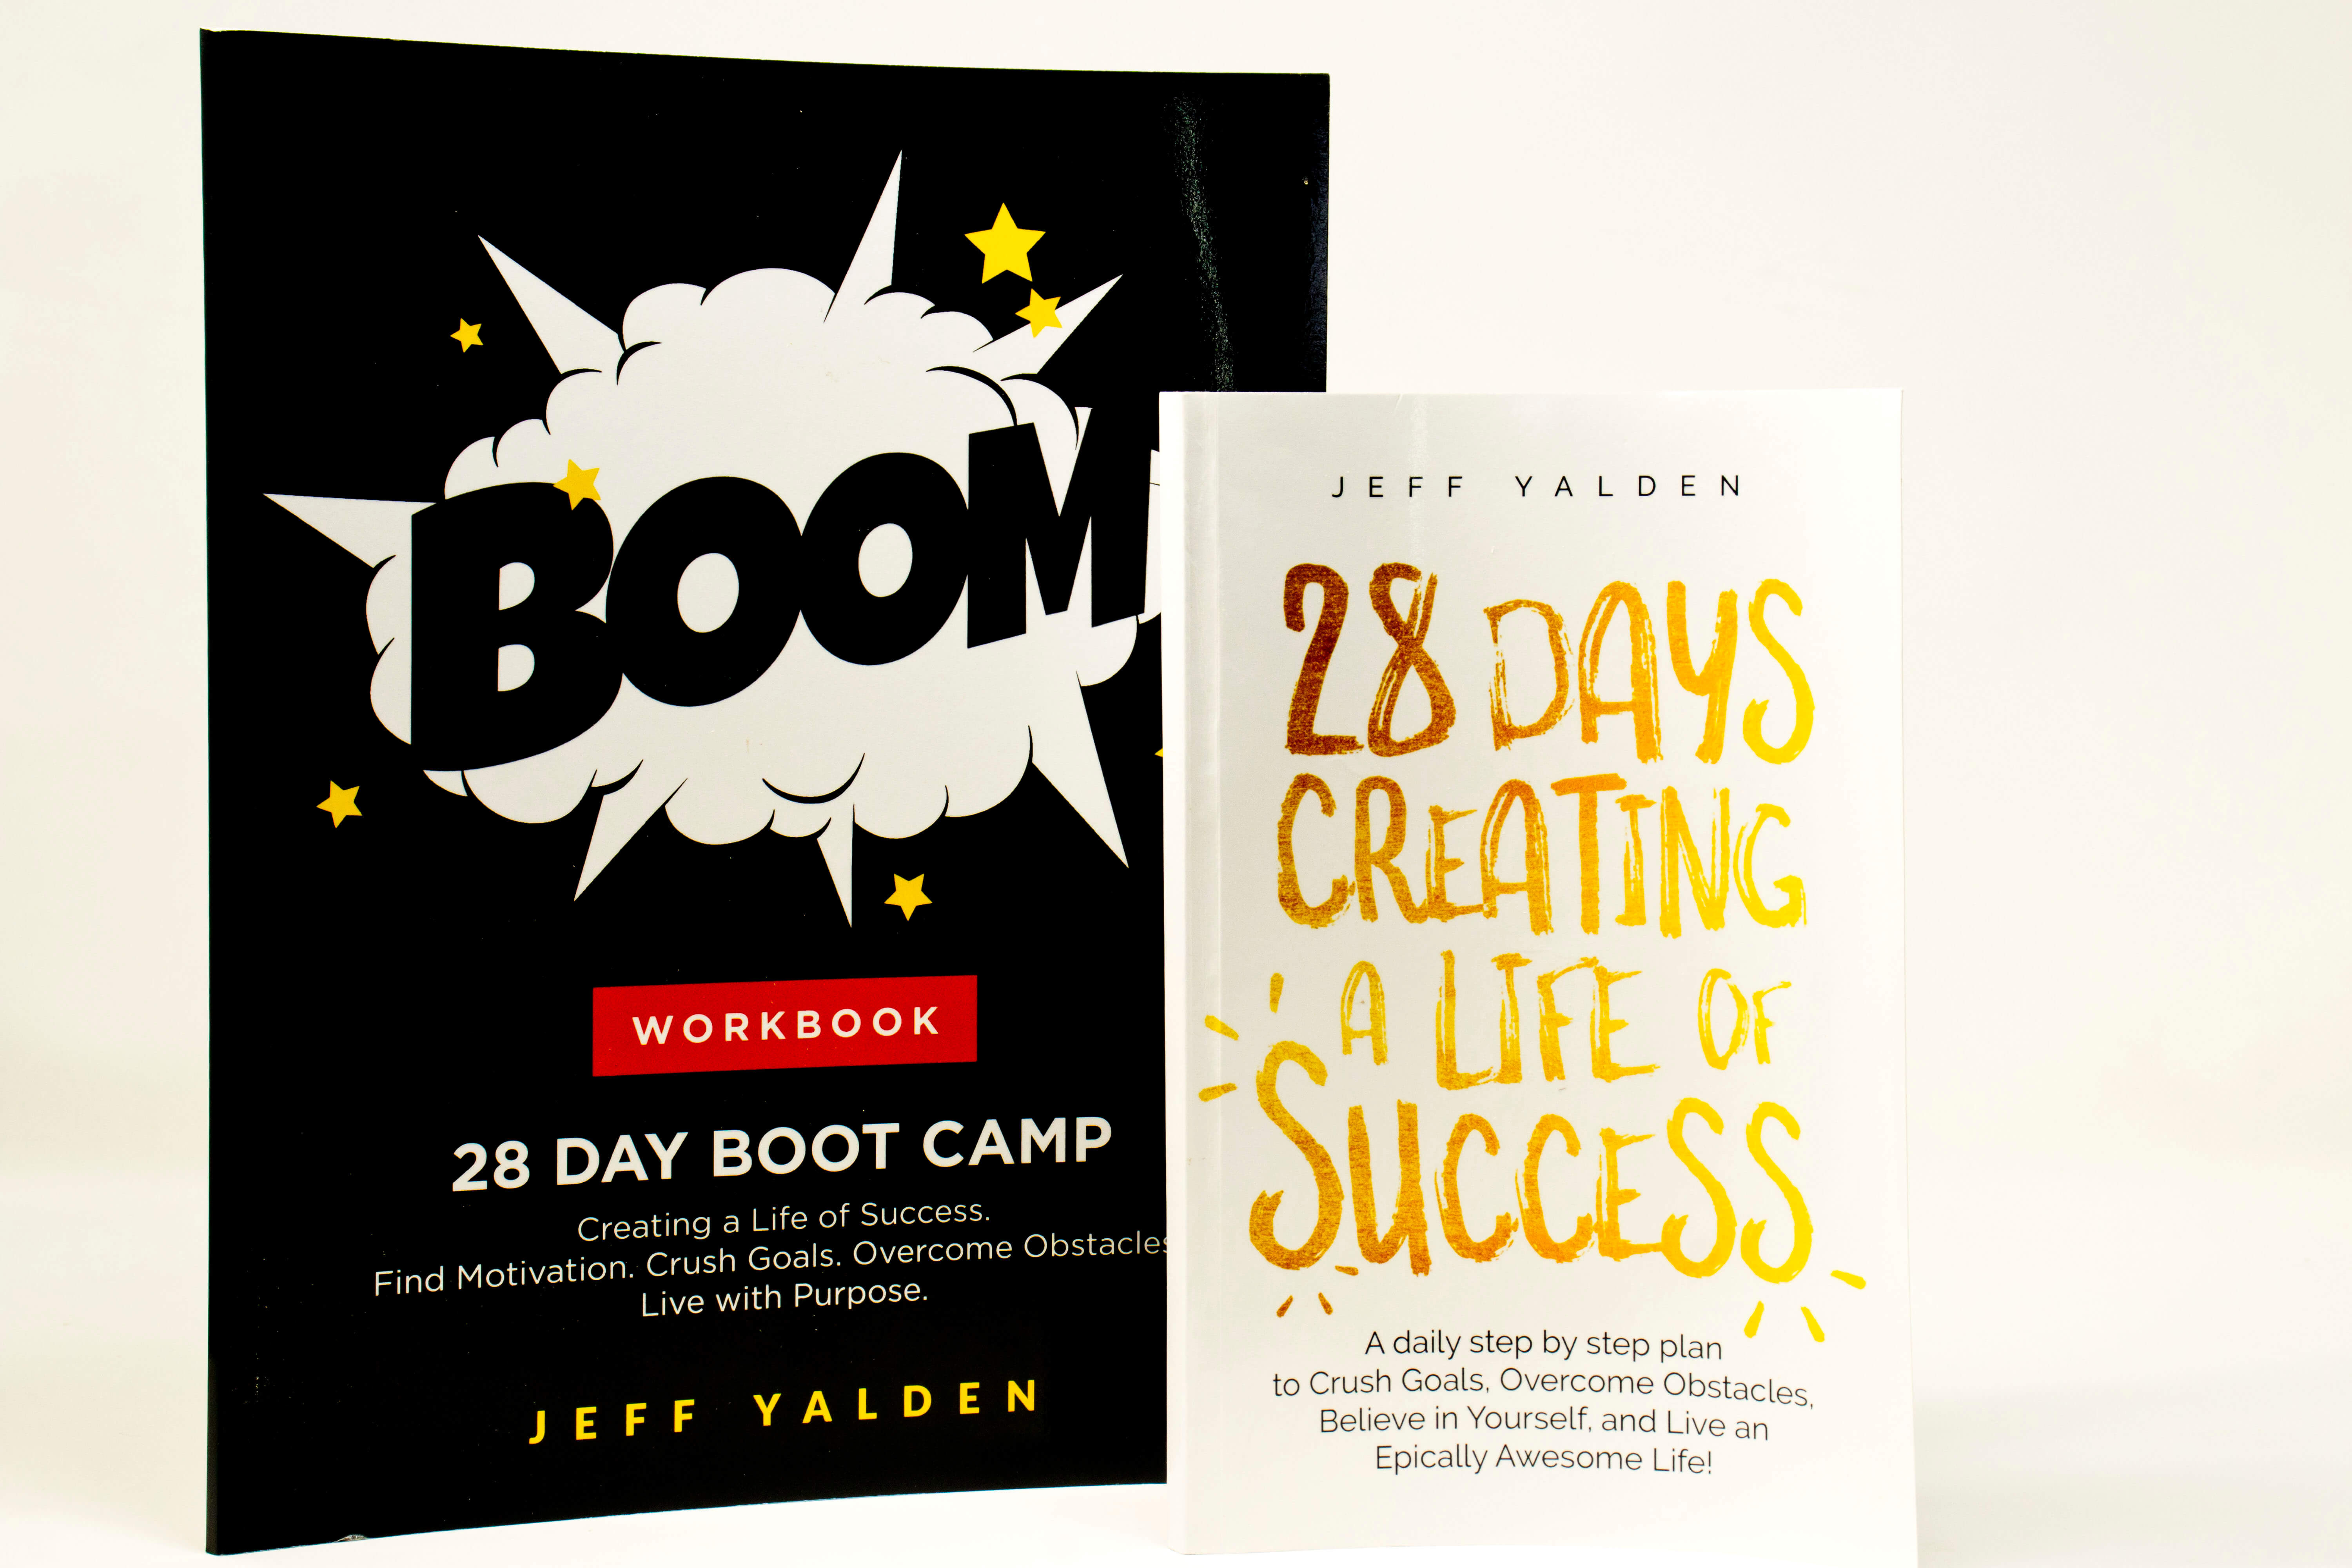 BOOM
WORKBOOK
28 DAY BOOT CAMP
Creating a Life of Success.
Find Motivation. Crush Goals. Overcome Obstacles
Live with Purpose.
JEFF YALDEN
JEFF YALDEN
28 DAYS
CREATING
A LIFE OF
SUCCESS
A daily step by step plan
to Crush Goals, Overcome Obstacles,
Believe in Yourself, and Live an
Epically Awesome Life!